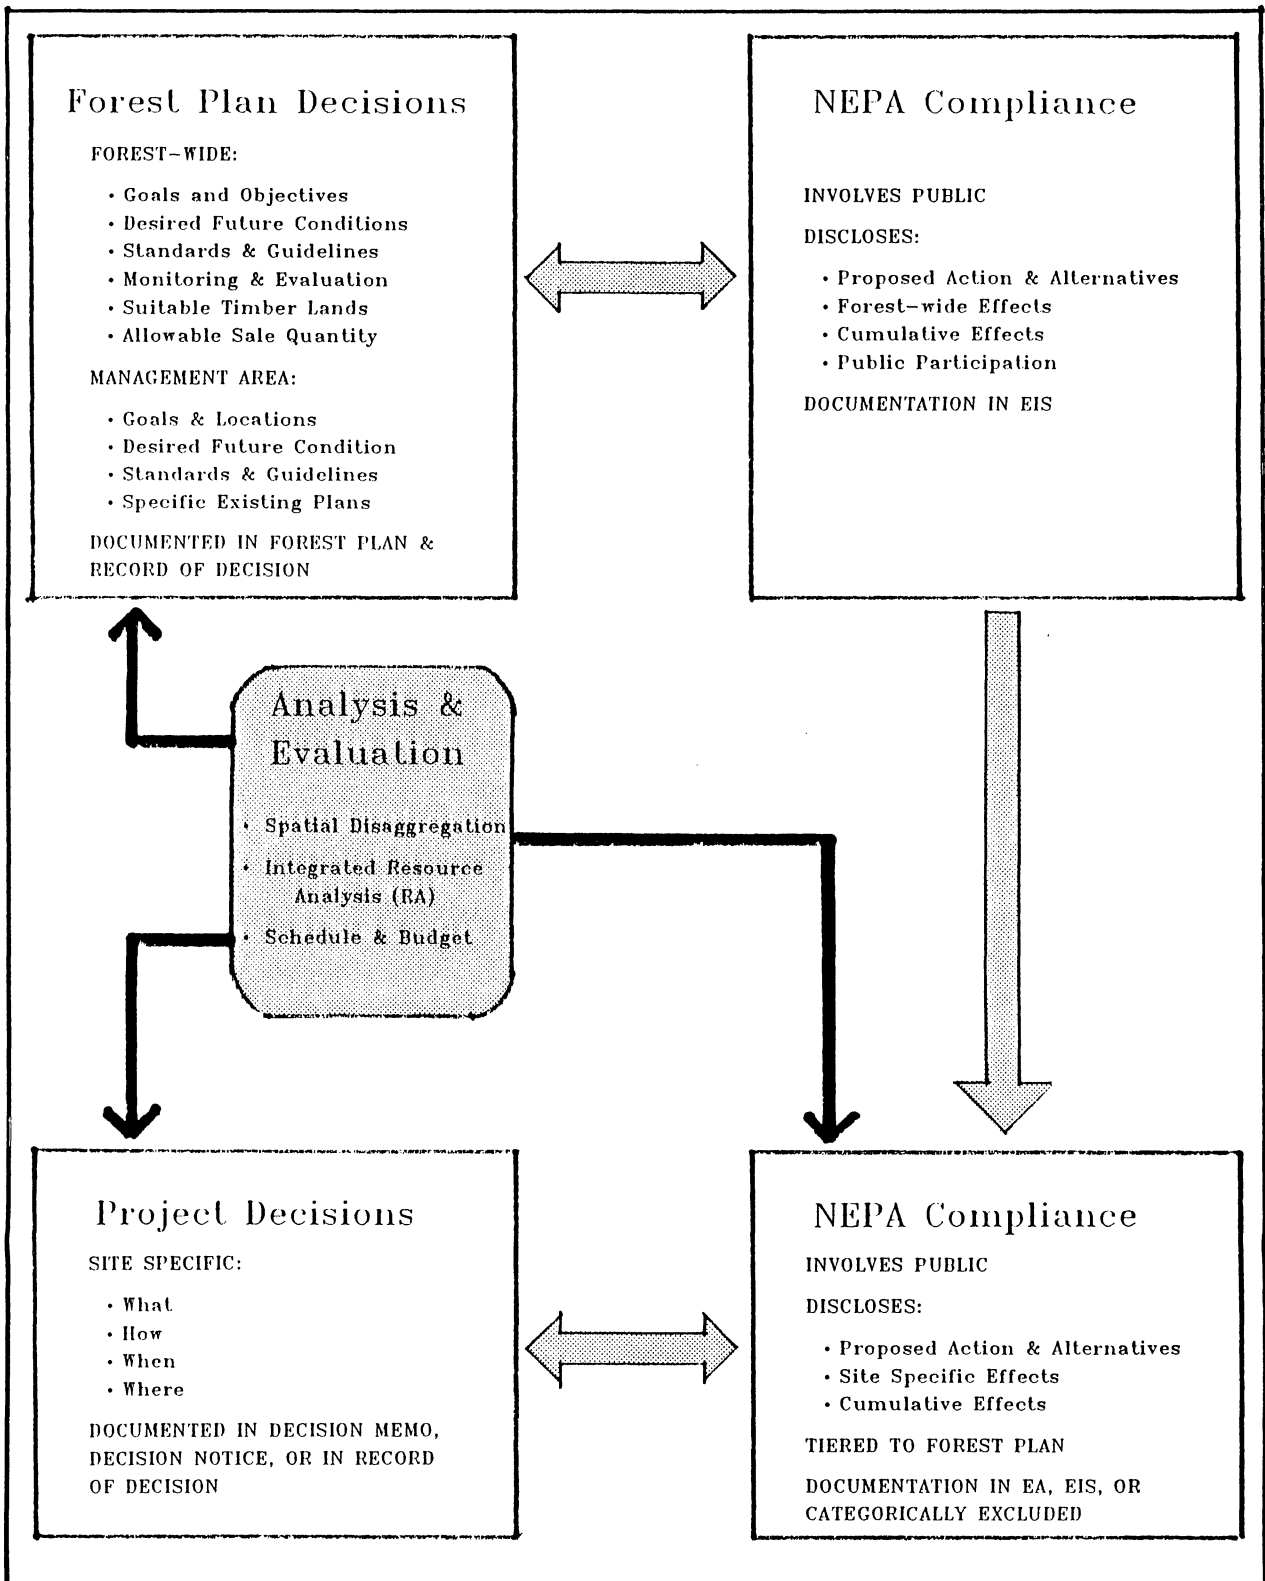 Forest Plan Decisions
FOREST-WIDE:
• Goals and Objectives
• Desired Future Conditions
• Standards & Guidelines
• Monitoring & Evaluation
• Suitable Timber Lands
• Allowable Sale Quantity
MANAGEMENT AREA:
• Goals & Locations
• Desired Future Condition
• Standards & Guidelines
• Specific Existing Plans
DOCUMENTED IN FOREST PLAN &
RECORD OF DECISION
NEPA Compliance
INVOLVES PUBLIC
DISCLOSES:
• Proposed Action & Alternatives
• Forest-wide Effects
• Cumulative Effects
• Public Participation
DOCUMENTATION IN EIS
Analysis &
Evaluation
• Spatial Disaggregation
• Integrated Resource
Analysis (RA)
• Schedule & Budget
Project Decisions
SITE SPECIFIC:
• What
• How
• When
• Where
DOCUMENTED IN DECISION MEMO,
DECISION NOTICE, OR IN RECORD
OF DECISION
NEPA Compliance
INVOLVES PUBLIC
DISCLOSES:
• Proposed Action & Alternatives
• Site Specific Effects
• Cumulative Effects
TIERED TO FOREST PLAN
DOCUMENTATION IN EA, EIS, OR
CATEGORICALLY EXCLUDED